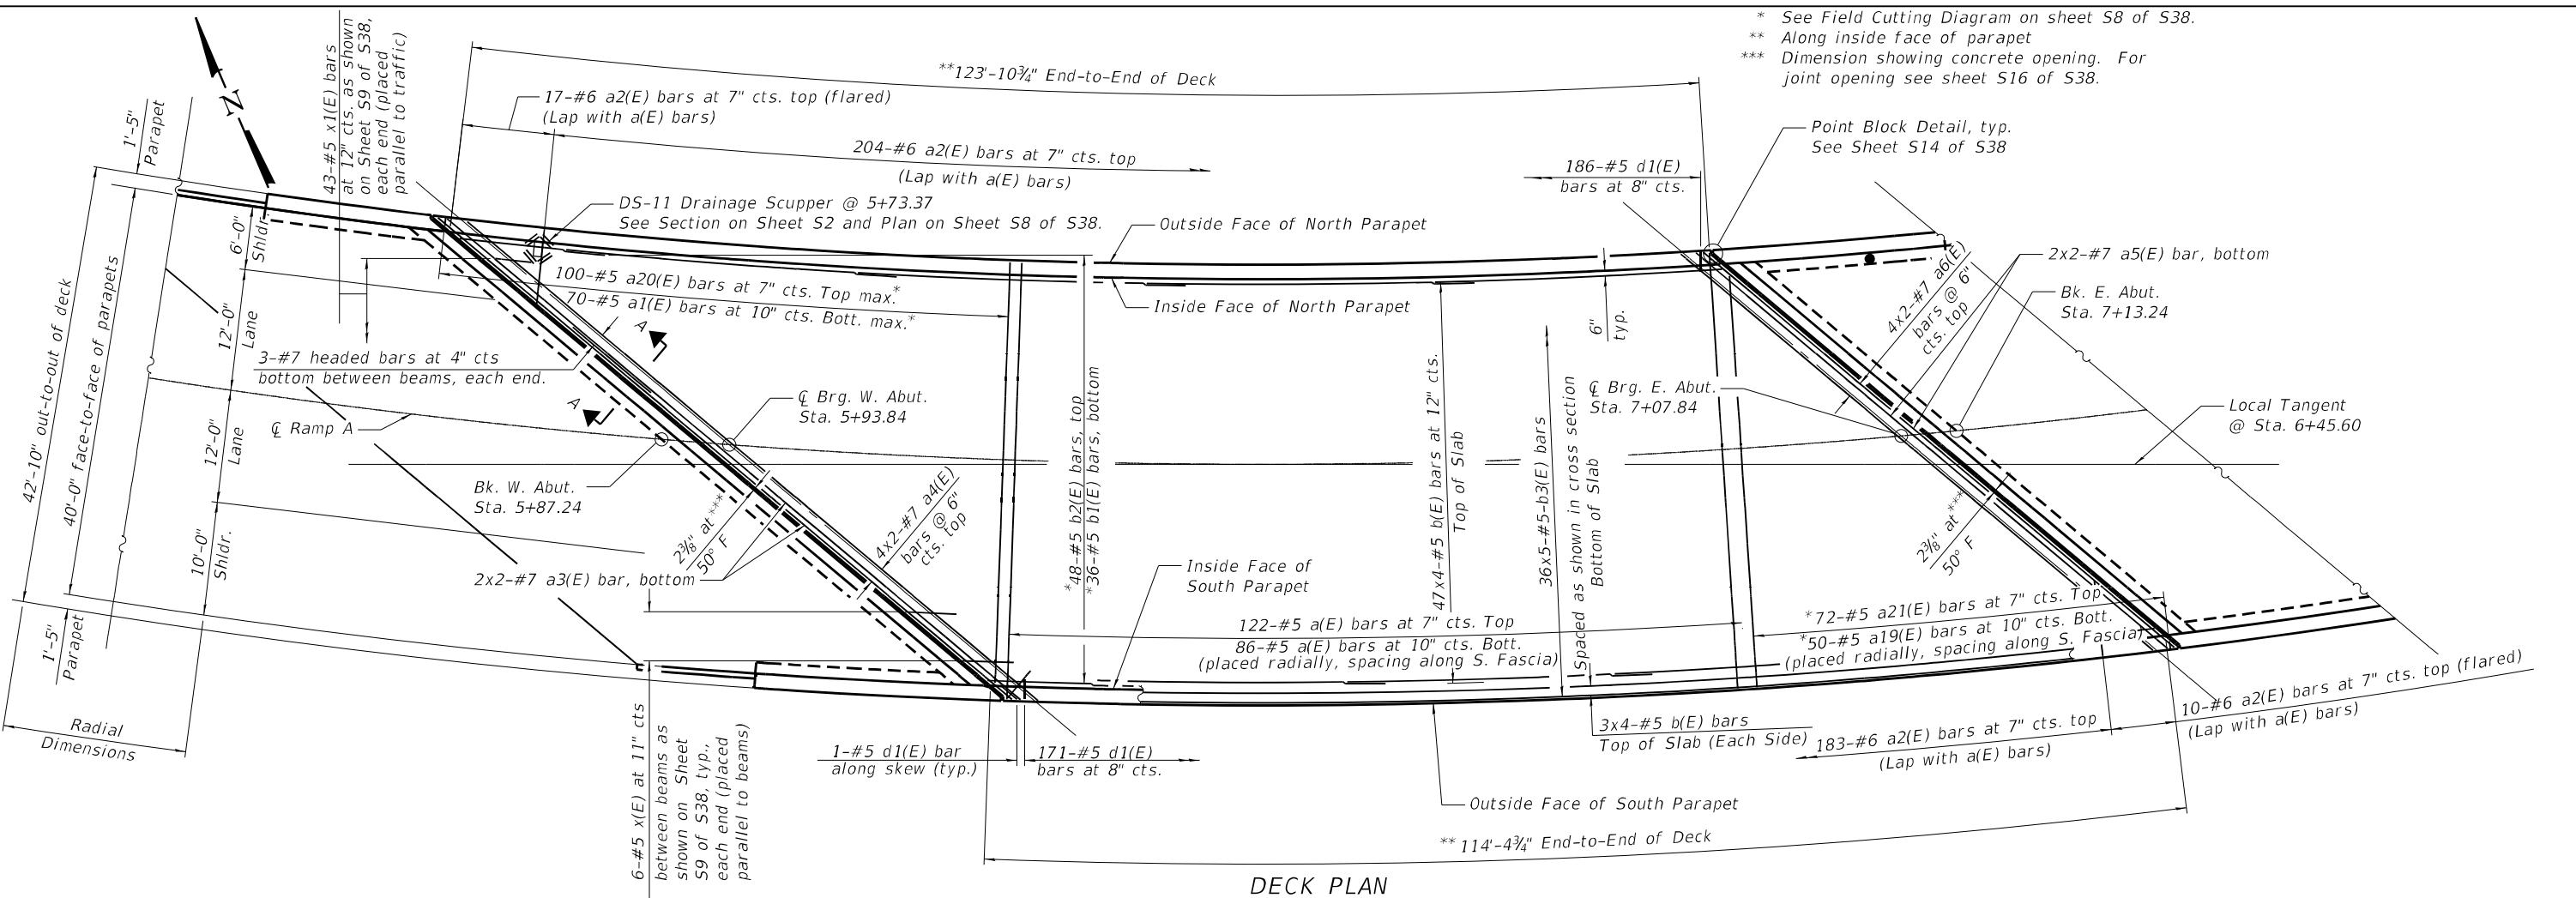 * See Field Cutting Diagram on sheet S8 of S38.
** Along inside face of parapet
*** Dimension showing concrete opening. For
joint opening see sheet S16 of S38.
43-#5 x1(E) bars
at 12" cts. as shown
on Sheet S9 of S38,
each end (placed
parallel to traffic)
N
1'-5"
Parapet
**123'-10¾" End-to-End of Deck
17-#6 a2(E) bars at 7" cts. top (flared)
(Lap with a(E) bars)
204-#6 a2(E) bars at 7" cts. top
(Lap with a(E) bars)
186-#5 d1(E)
bars at 8" cts.
Point Block Detail, typ.
See Sheet S14 of S38
DS-11 Drainage Scupper @ 5+73.37
See Section on Sheet S2 and Plan on Sheet S8 of S38.
Outside Face of North Parapet
Inside Face of North Parapet
100-#5 a20(E) bars at 7" cts. Top max.*
70-#5 a1(E) bars at 10" cts. Bott. max.*
6'-0"
Shldr.
12'-0"
Lane
12'-0"
Lane
10'-0"
Shldr.
42'-10" out-to-out of deck
40'-0" face-to-face of parapets
1'-5"
Parapet
Radial
Dimensions
3-#7 headed bars at 4" cts
bottom between beams, each end.
A
A
℄ Ramp A
℄ Brg. W. Abut.
Sta. 5+93.84
Bk. W. Abut.
Sta. 5+87.24
2⅜" at ***
50° F
4x2-#7 a4(E)
bars @ 6"
cts. top
2x2-#7 a3(E) bar, bottom
*48-#5 b2(E) bars, top
*36-#5 b1(E) bars, bottom
Inside Face of
South Parapet
47x4-#5 b(E) bars at 12" cts.
Top of Slab
36x5-#5-b3(E) bars
Spaced as shown in cross section
Bottom of Slab
6"
typ.
4x2-#7 a6(E)
bars @ 6"
cts. top
2x2-#7 a5(E) bar, bottom
Bk. E. Abut.
Sta. 7+13.24
℄ Brg. E. Abut.
Sta. 7+07.84
Local Tangent
@ Sta. 6+45.60
2⅜" at ***
50° F
122-#5 a(E) bars at 7" cts. Top
86-#5 a(E) bars at 10" cts. Bott.
(placed radially, spacing along S. Fascia)
*72-#5 a21(E) bars at 7" cts. Top
*50-#5 a19(E) bars at 10" cts. Bott.
(placed radially, spacing along S. Fascia)
6-#5 x(E) at 11" cts
between beams as
shown on Sheet
S9 of S38, typ.,
each end (placed
parallel to beams)
1-#5 d1(E) bar
along skew (typ.)
171-#5 d1(E)
bars at 8" cts.
3x4-#5 b(E) bars
Top of Slab (Each Side)
183-#6 a2(E) bars at 7" cts. top
(Lap with a(E) bars)
10-#6 a2(E) bars at 7" cts. top (flared)
(Lap with a(E) bars)
Outside Face of South Parapet
** 114'-4¾" End-to-End of Deck
DECK PLAN